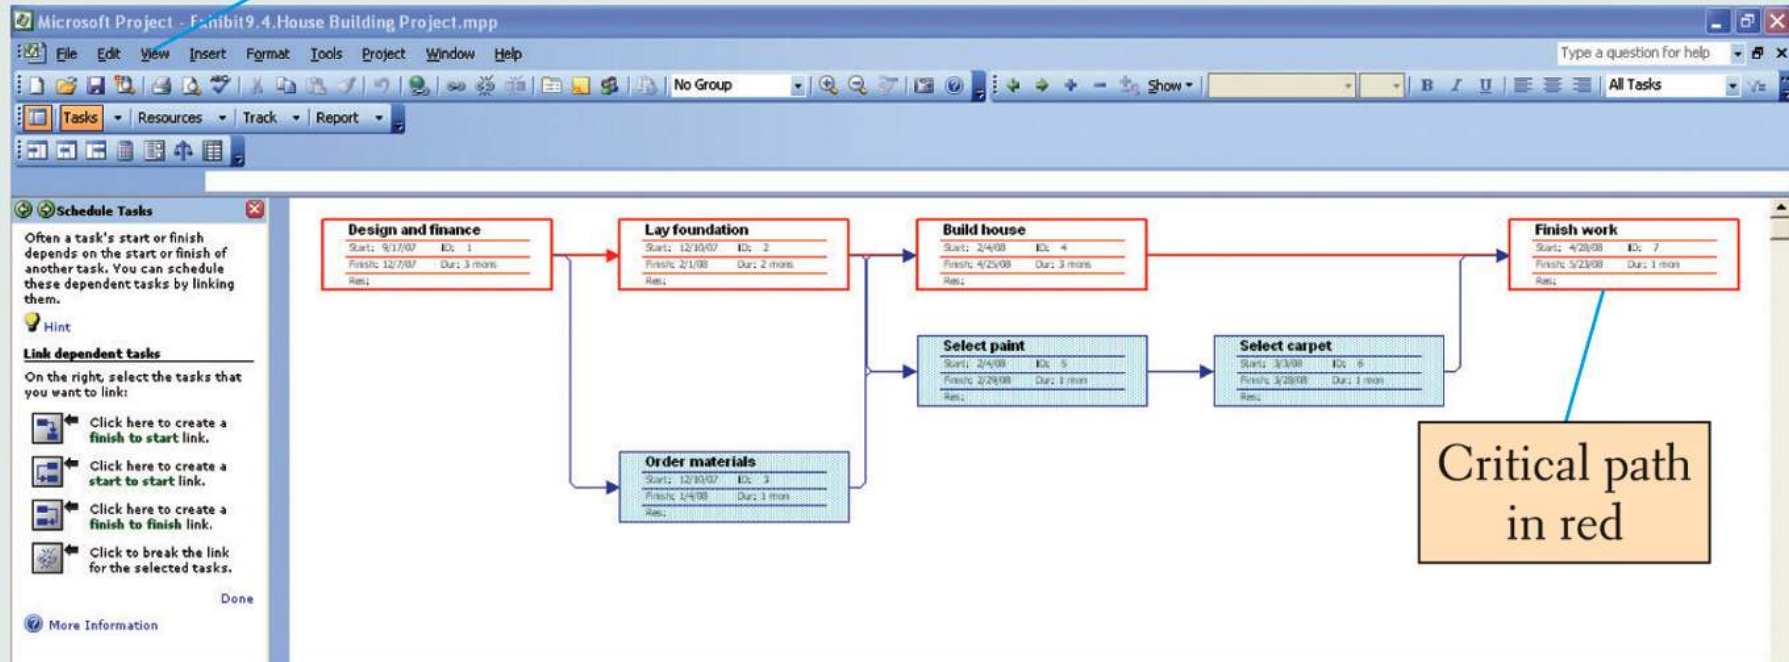 Microsoft Project - Exhibit9.4.House Building Project.mpp
File Edit View Insert Format Tools Project Window Help
Type a question for help
No Group
Show
B I U
All Tasks
Tasks Resources Track Report
Schedule Tasks
Often a task's start or finish
depends on the start or finish of
another task. You can schedule
these dependent tasks by linking
them.
Hint
Link dependent tasks
On the right, select the tasks that
you want to link:
Click here to create a
finish to start link.
Click here to create a
start to start link.
Click here to create a
finish to finish link.
Click to break the link
for the selected tasks.
Done
More Information
Design and finance
Start: 9/17/07 ID: 1
Finish: 12/7/07 Dur: 3 mons
Res:
Lay foundation
Start: 12/10/07 ID: 2
Finish: 2/1/08 Dur: 2 mons
Res:
Build house
Start: 2/4/08 ID: 4
Finish: 4/25/08 Dur: 3 mons
Res:
Finish work
Start: 4/28/08 ID: 7
Finish: 5/23/08 Dur: 1 mon
Res:
Select paint
Start: 2/4/08 ID: 5
Finish: 2/29/08 Dur: 1 mon
Res:
Select carpet
Start: 3/3/08 ID: 6
Finish: 3/28/08 Dur: 1 mon
Res:
Order materials
Start: 12/10/07 ID: 3
Finish: 1/4/08 Dur: 1 mon
Res:
Critical path
in red